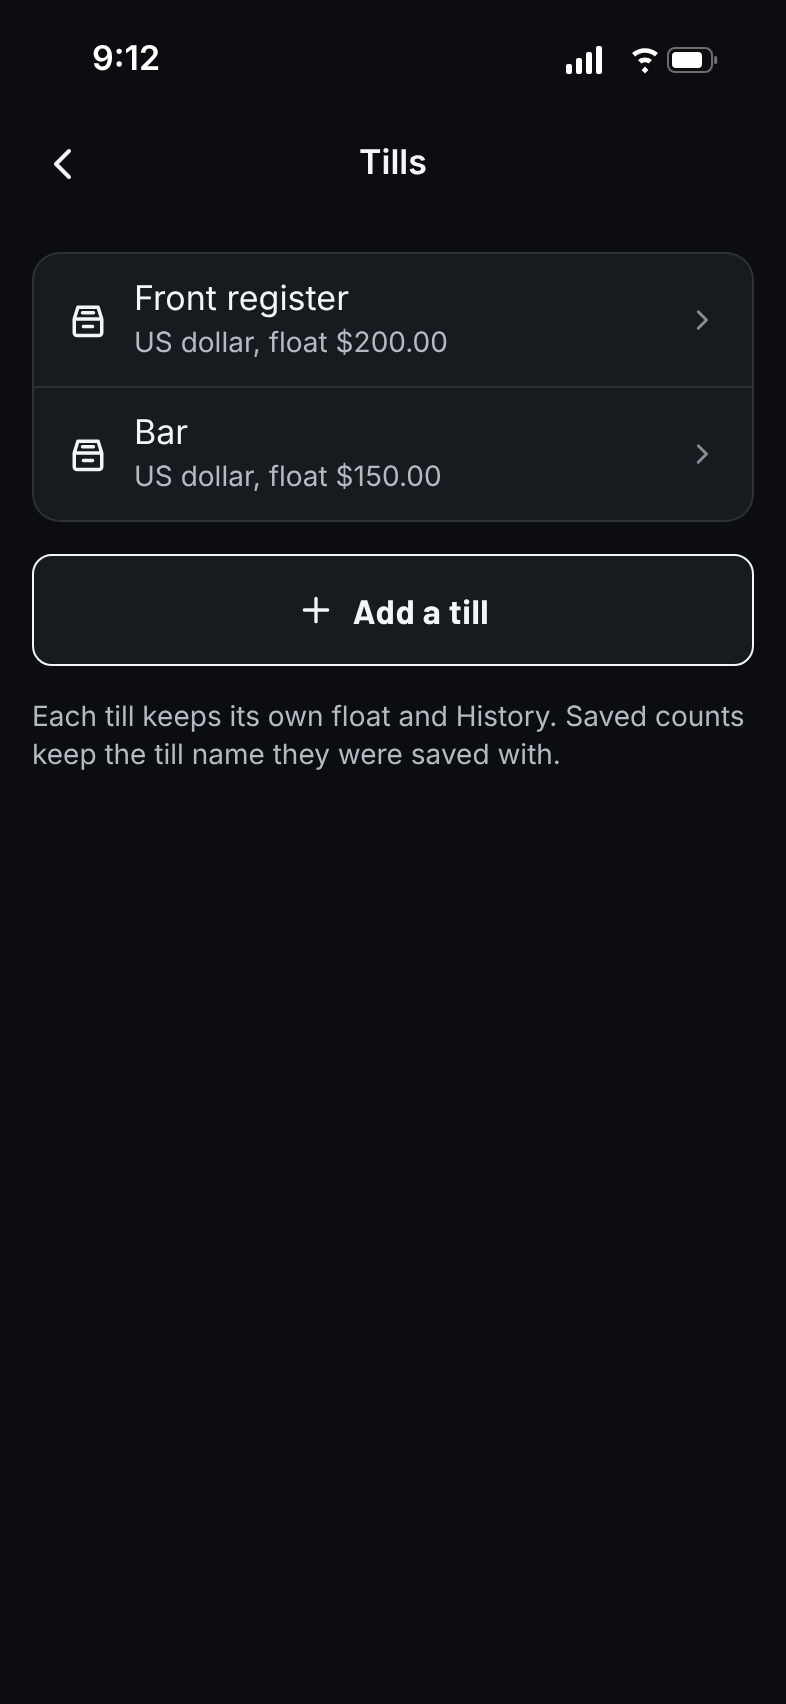 9:12
Tills
Front register
US dollar, float $200.00
Bar
US dollar, float $150.00
Add a till
Each till keeps its own float and History. Saved counts
keep the till name they were saved with.